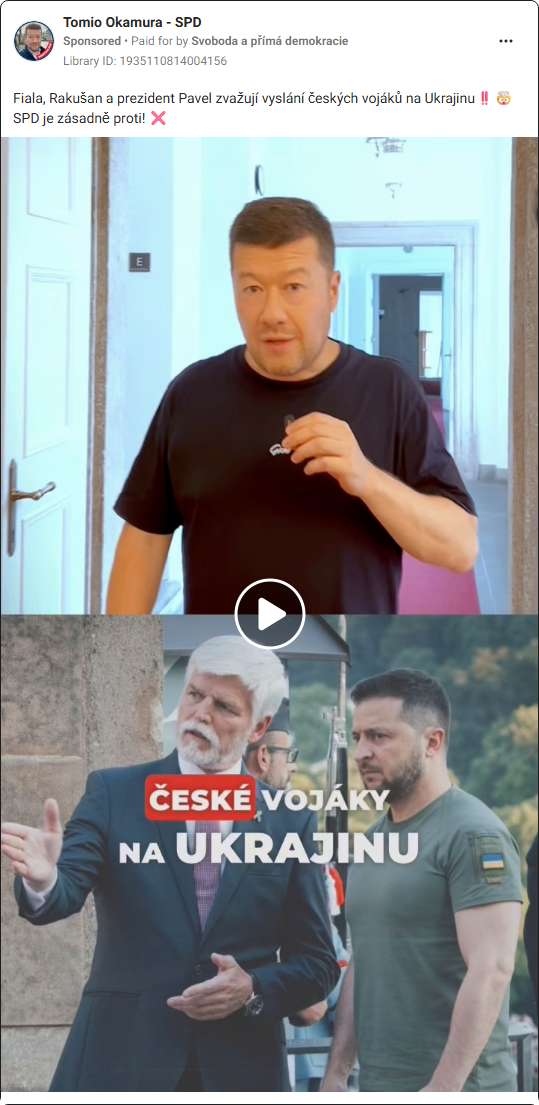 Tomio Okamura - SPD
Sponsored • Paid for by Svoboda a přímá demokracie
Library ID: 1935110814004156
Fiala, Rakušan a prezident Pavel zvažují vyslání českých vojáků na Ukrajinu‼️ 🤯
SPD je zásadně proti! ❌
E
ČESKÉ VOJÁKY
NA UKRAJINU